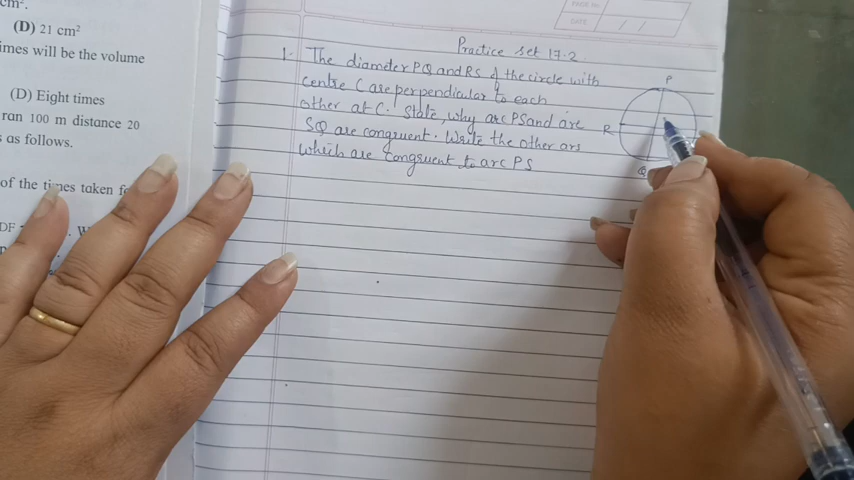 cm².
(D) 21 cm²
imes will be the volume
(D) Eight times
ran 100 m distance 20
s as follows.
of the times taken
DATE / /
Practice set 17.2
1. The diameter PQ and RS of the circle with
centre C are perpendicular to each
other at C. State, why arc PS and arc
SQ are congruent. Write the other ars
which are congruent to arc PS
P
R
Q